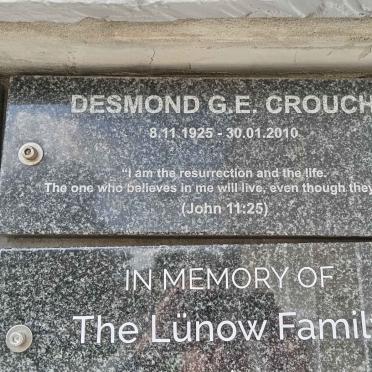 DESMOND G.E. CROUCH
8.11.1925 - 30.01.2010
"I am the resurrection and the life.
The one who believes in me will live, even though they
(John 11:25)
IN MEMORY OF
The Lünow Family